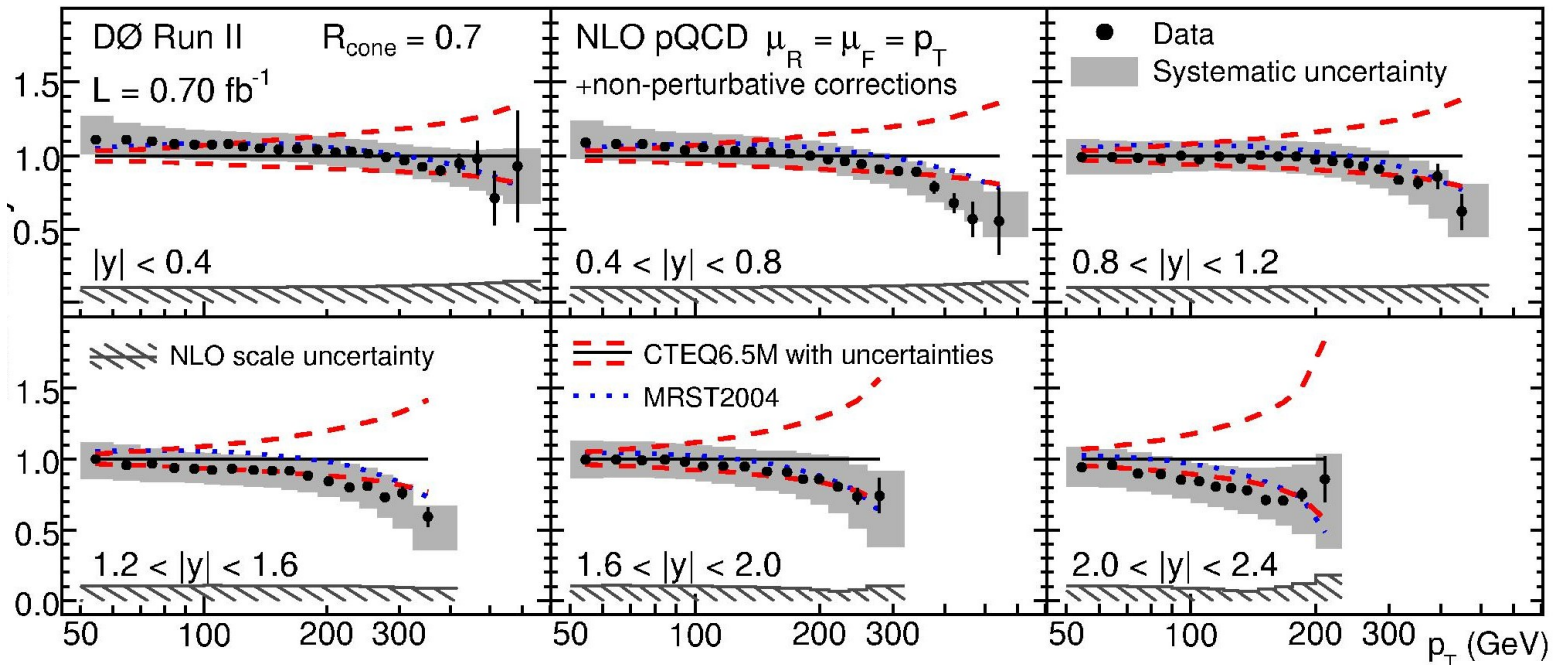 DØ Run II R_cone = 0.7
L = 0.70 fb⁻¹
NLO pQCD μ_R = μ_F = p_T
+non-perturbative corrections
Data
Systematic uncertainty
1.5
1.0
0.5
|y| < 0.4
0.4 < |y| < 0.8
0.8 < |y| < 1.2
NLO scale uncertainty
CTEQ6.5M with uncertainties
MRST2004
1.5
1.0
0.5
0.0
1.2 < |y| < 1.6
1.6 < |y| < 2.0
2.0 < |y| < 2.4
50 100 200 300 50 100 200 300 50 100 200 300 p_T (GeV)